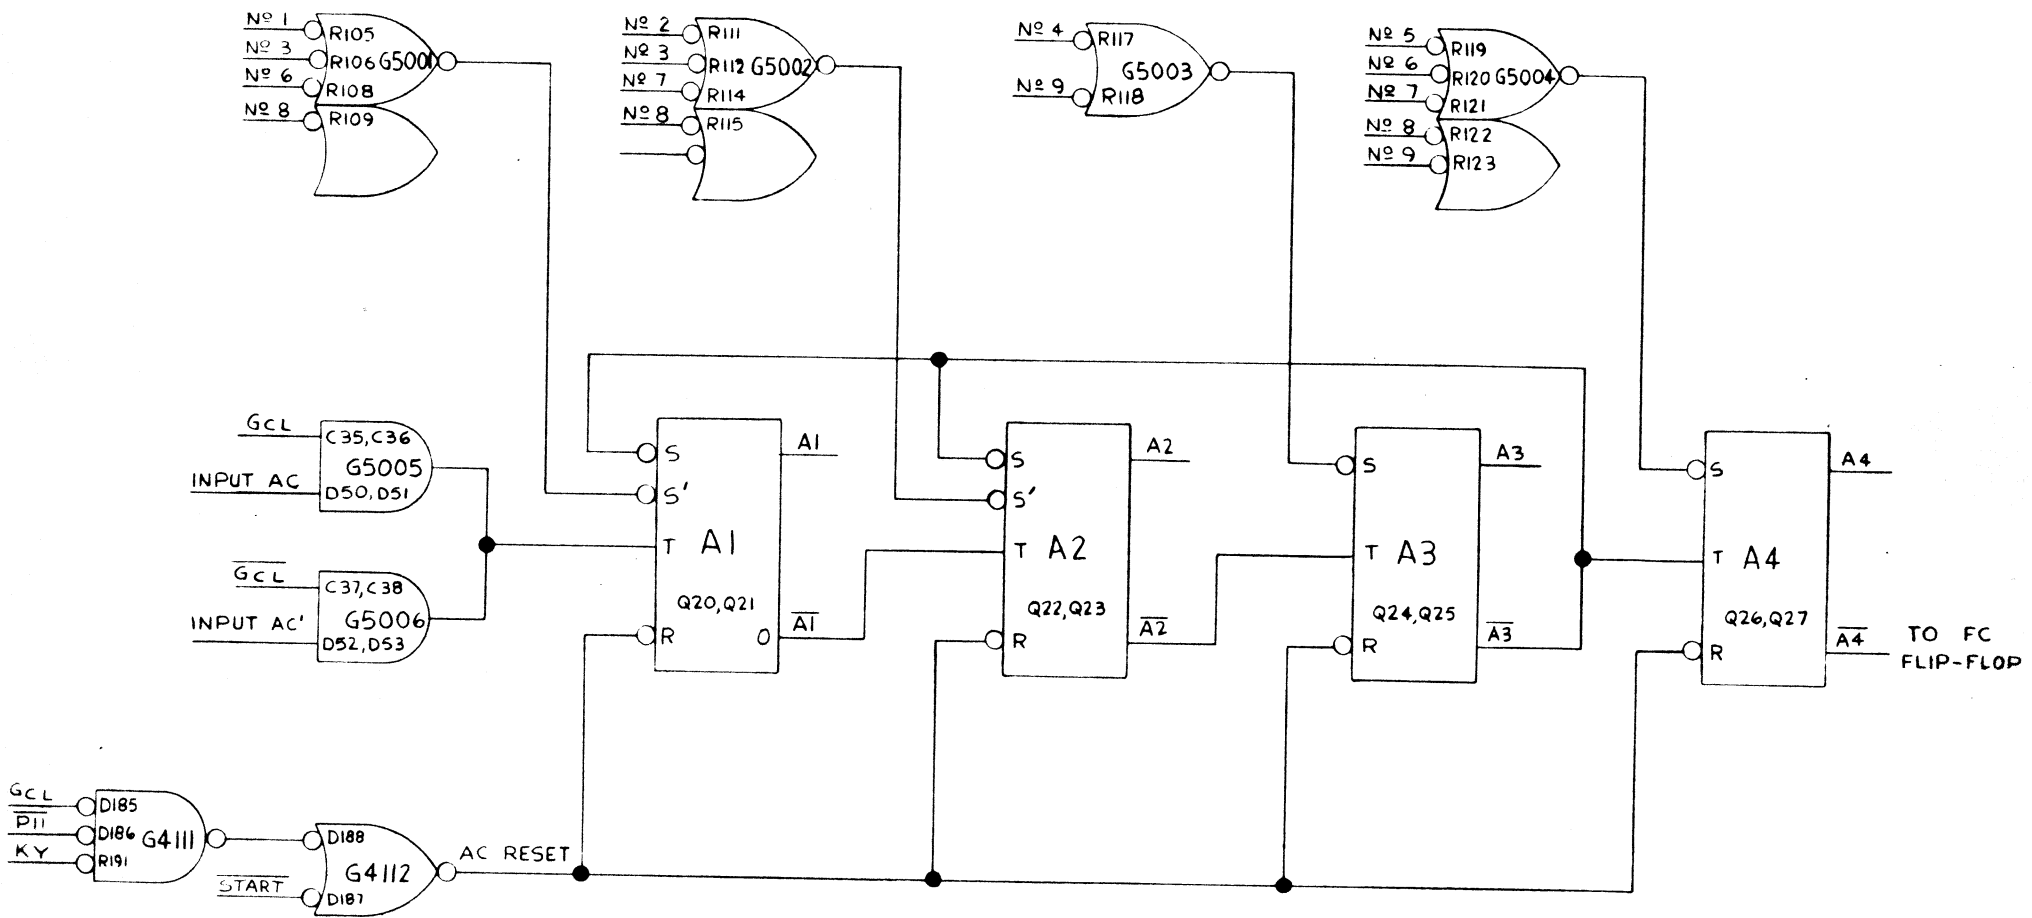 Nº 1
R105
Nº 3
R106 G5001
Nº 6
R108
Nº 8
R109
Nº 2
R111
Nº 3
R112 G5002
Nº 7
R114
Nº 8
R115
Nº 4
R117
G5003
Nº 9
R118
Nº 5
R119
Nº 6
R120 G5004
Nº 7
R121
Nº 8
R122
Nº 9
R123
GCL
C35,C36
G5005
INPUT AC
D50,D51
GCL
C37,C38
G5006
INPUT AC'
D52,D53
S
S'
T
A1
Q20,Q21
R
O
A1
A1
S
S'
T
A2
Q22,Q23
R
A2
A2
S
T
A3
Q24,Q25
R
A3
A3
S
T
A4
Q26,Q27
R
A4
A4
TO FC
FLIP-FLOP
GCL
D185
P11
D186 G4111
KY
R191
D188
G4112
START
D187
AC RESET